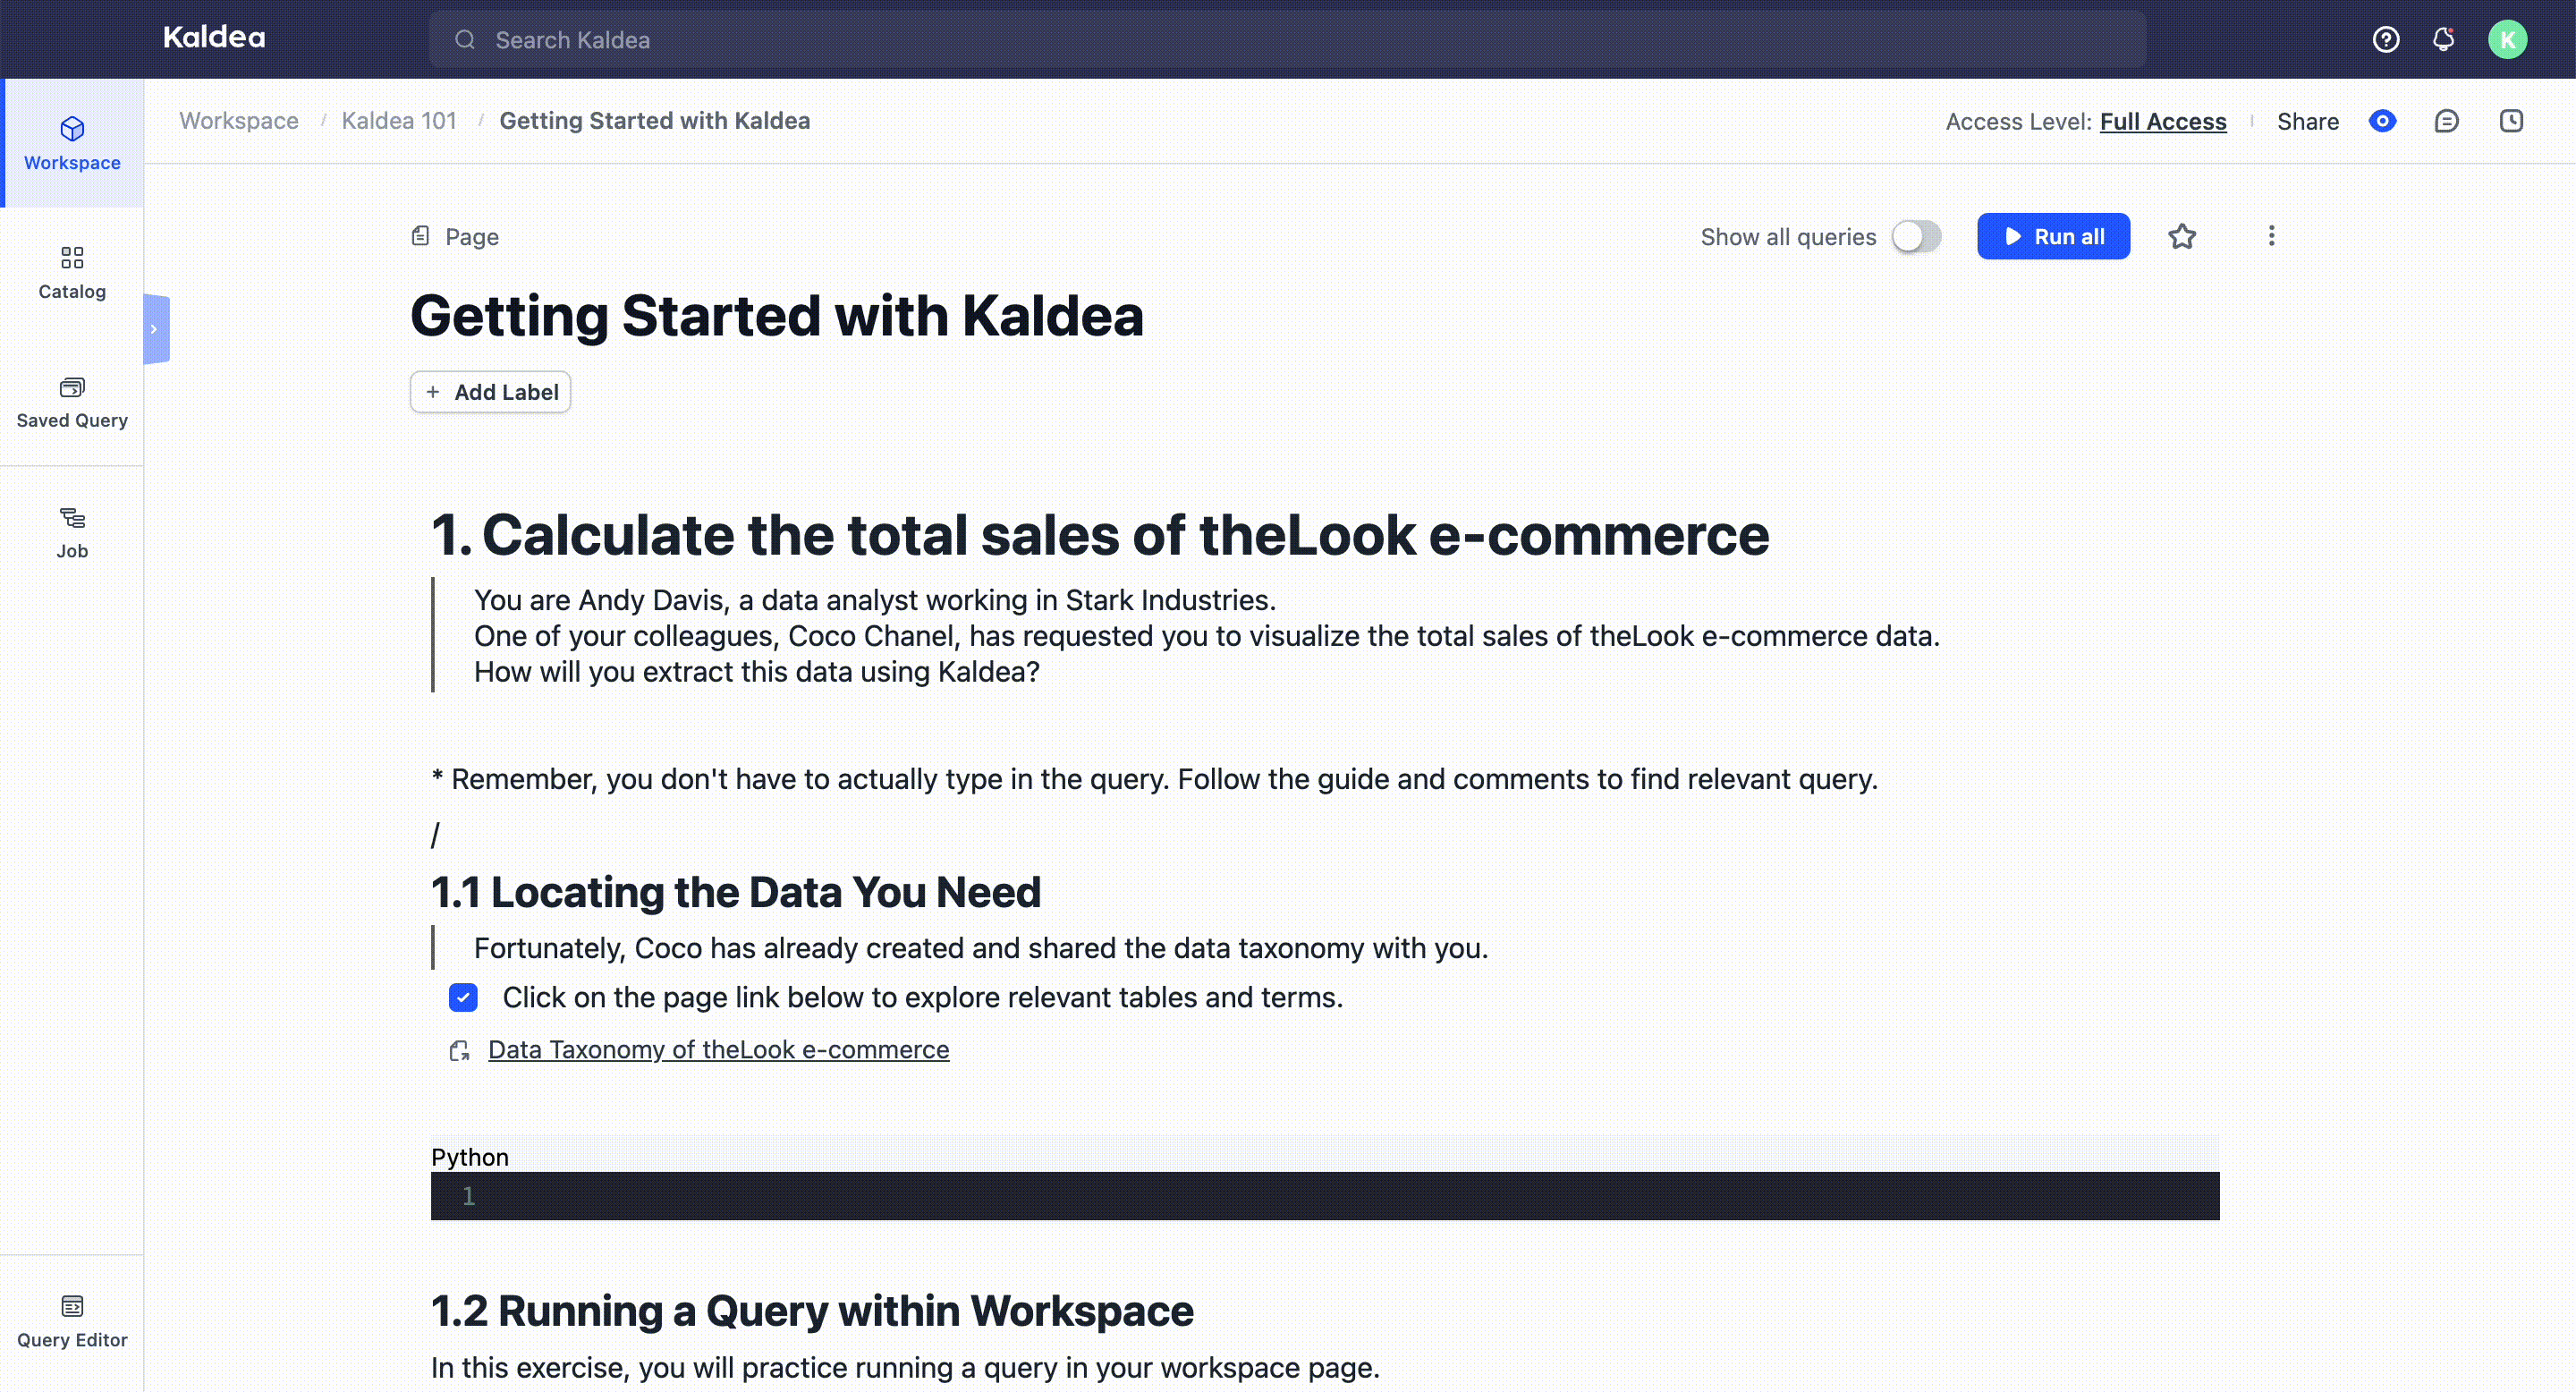 Kaldea
Search Kaldea
K
Workspace
Catalog
Saved Query
Job
Query Editor
Workspace / Kaldea 101 / Getting Started with Kaldea
Access Level: Full Access
Share
Page
Show all queries
Run all
Getting Started with Kaldea
+ Add Label
1. Calculate the total sales of theLook e-commerce
You are Andy Davis, a data analyst working in Stark Industries.
One of your colleagues, Coco Chanel, has requested you to visualize the total sales of theLook e-commerce data.
How will you extract this data using Kaldea?
* Remember, you don't have to actually type in the query. Follow the guide and comments to find relevant query.
/
1.1 Locating the Data You Need
Fortunately, Coco has already created and shared the data taxonomy with you.
Click on the page link below to explore relevant tables and terms.
Data Taxonomy of theLook e-commerce
Python
1
1.2 Running a Query within Workspace
In this exercise, you will practice running a query in your workspace page.